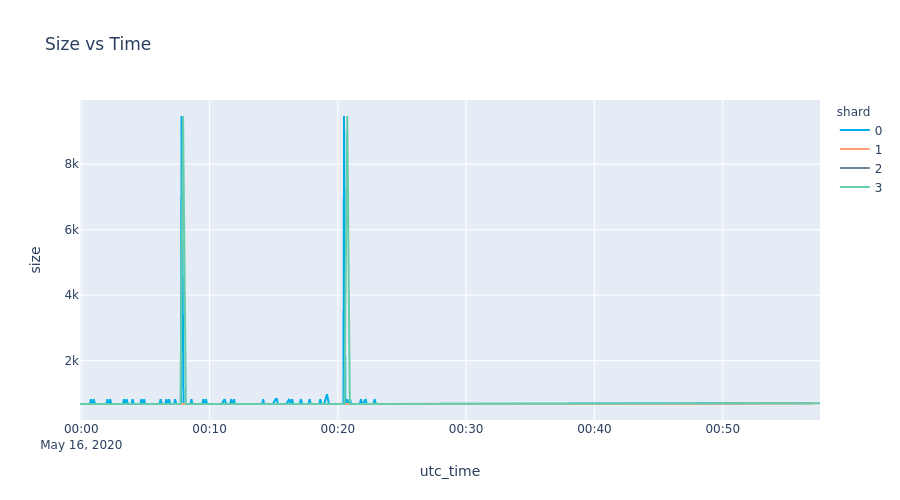 Size vs Time
shard
0
1
2
3
8k
6k
4k
2k
size
00:00
May 16, 2020
00:10
00:20
00:30
00:40
00:50
utc_time